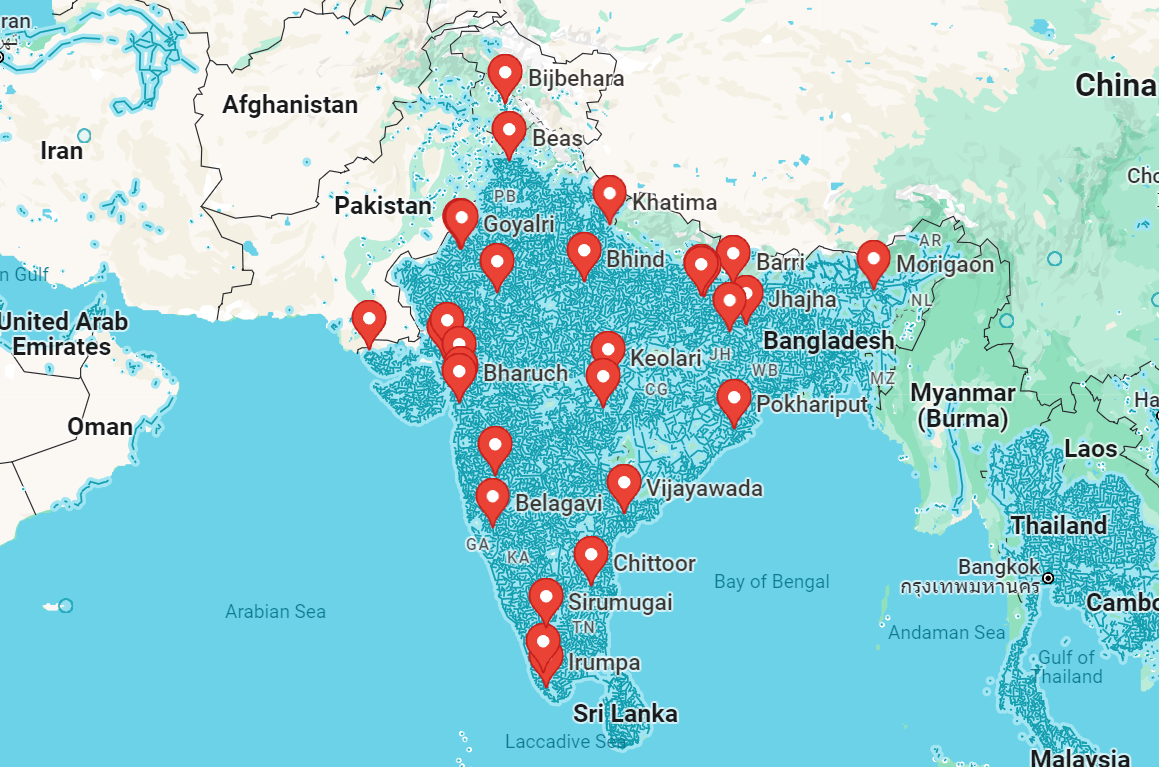 ran
China
Bijbehara
Afghanistan
Beas
Iran
Cho
PB
Khatima
Pakistan
Goyalri
AR
Bhind
Barri
Morigaon
n Gulf
Jhajha
NL
United Arab
Emirates
Bangladesh
JH
Keolari
WB
Bharuch
MZ
CG
Myanmar
(Burma)
Ha
Pokhariput
Oman
Laos
Vijayawada
Belagavi
Thailand
GA
KA
Chittoor
Bangkok
กรุงเทพมหานคร
Bay of Bengal
Sirumugai
Cambo
Arabian Sea
TN
Andaman Sea
Irumpa
Gulf of
Thailand
Sri Lanka
Laccadive Sea
Malaysia